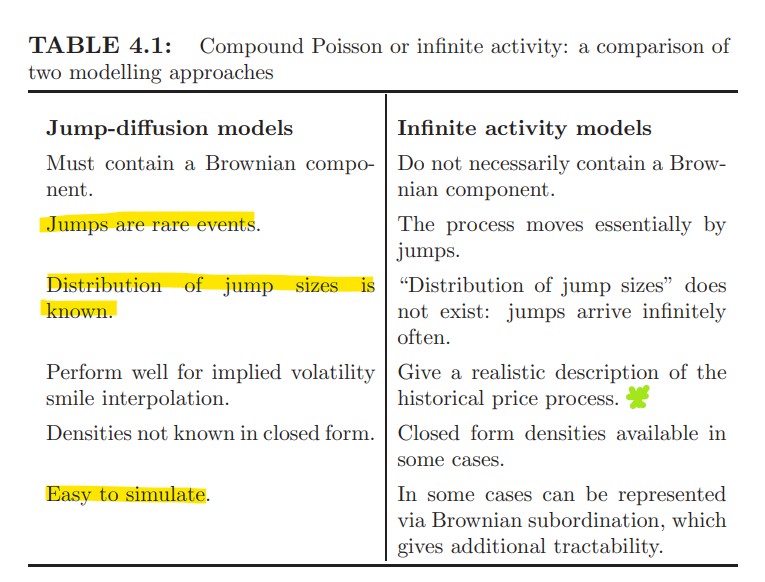 TABLE 4.1: Compound Poisson or infinite activity: a comparison of
two modelling approaches
Jump-diffusion models
Must contain a Brownian compo-
nent.
Jumps are rare events.
Distribution of jump sizes is
known.
Perform well for implied volatility
smile interpolation.
Densities not known in closed form.
Easy to simulate.
Infinite activity models
Do not necessarily contain a Brow-
nian component.
The process moves essentially by
jumps.
“Distribution of jump sizes” does
not exist: jumps arrive infinitely
often.
Give a realistic description of the
historical price process.
Closed form densities available in
some cases.
In some cases can be represented
via Brownian subordination, which
gives additional tractability.